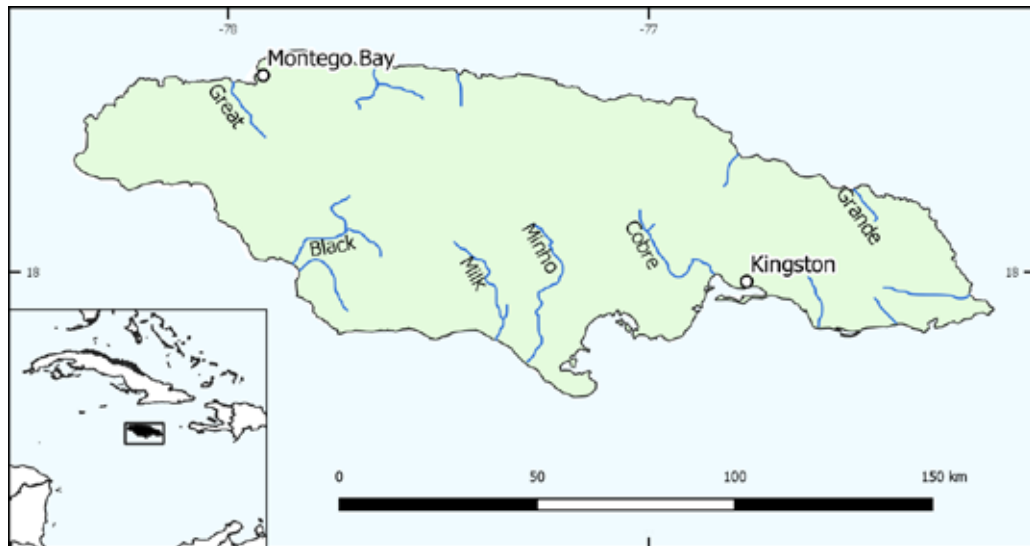 -78
-77
Montego Bay
Great
Grande
Black
Milk
Minho
Cobre
Kingston
18
18
0
50
100
150 km